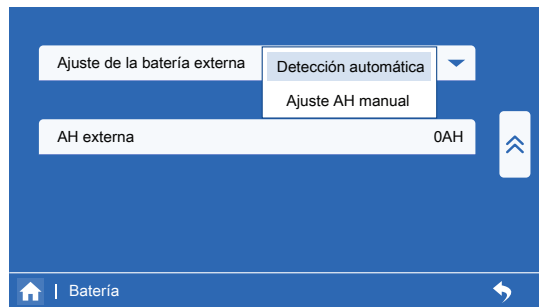 Ajuste de la batería externa
Detección automática
Ajuste AH manual
AH externa 0AH
| Batería